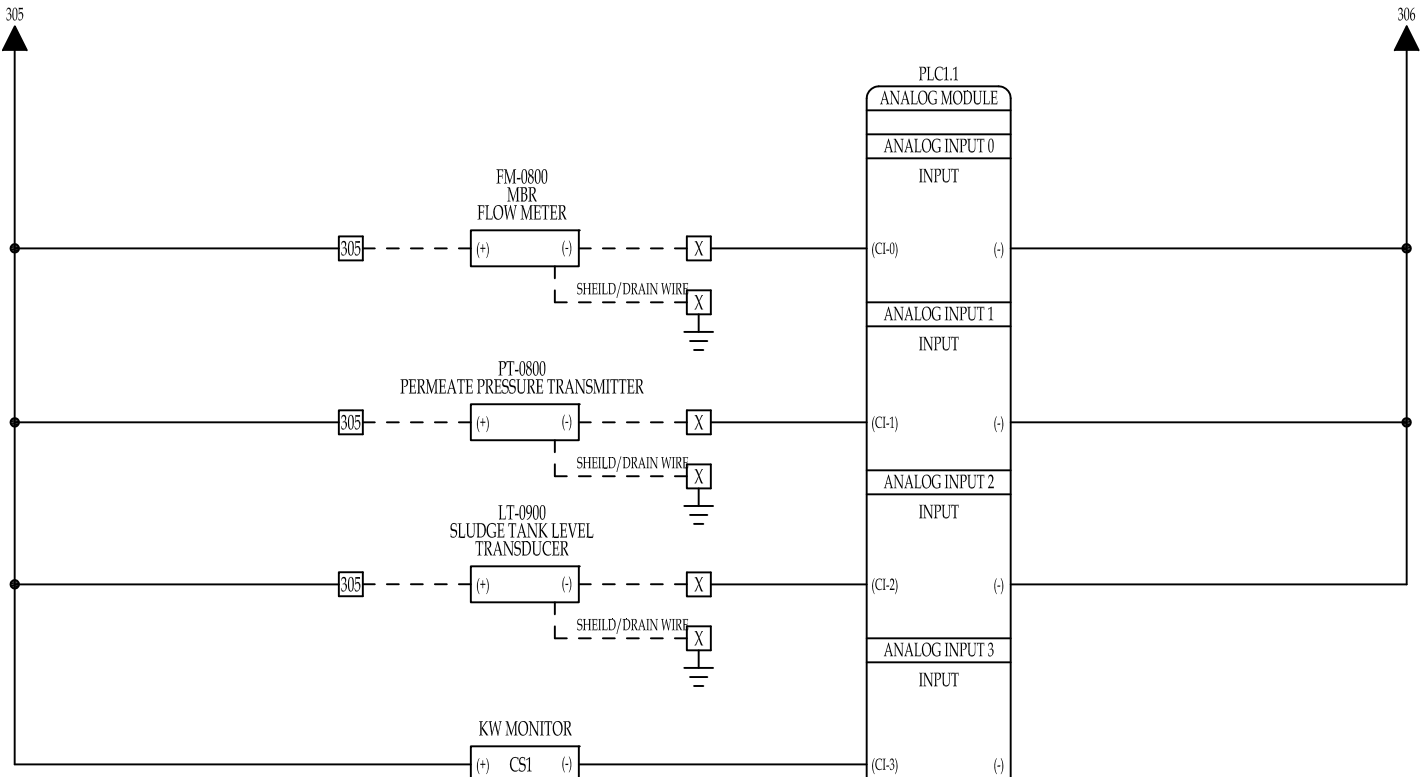 305
306
PLC1.1
ANALOG MODULE
ANALOG INPUT 0
INPUT
FM-0800
MBR
FLOW METER
305
(+)
(-)
X
(CI-0)
(-)
SHEILD/DRAIN WIRE
X
ANALOG INPUT 1
INPUT
PT-0800
PERMEATE PRESSURE TRANSMITTER
305
(+)
(-)
X
(CI-1)
(-)
SHEILD/DRAIN WIRE
X
ANALOG INPUT 2
INPUT
LT-0900
SLUDGE TANK LEVEL
TRANSDUCER
305
(+)
(-)
X
(CI-2)
(-)
SHEILD/DRAIN WIRE
X
ANALOG INPUT 3
INPUT
KW MONITOR
(+) CS1 (-)
(CI-3)
(-)